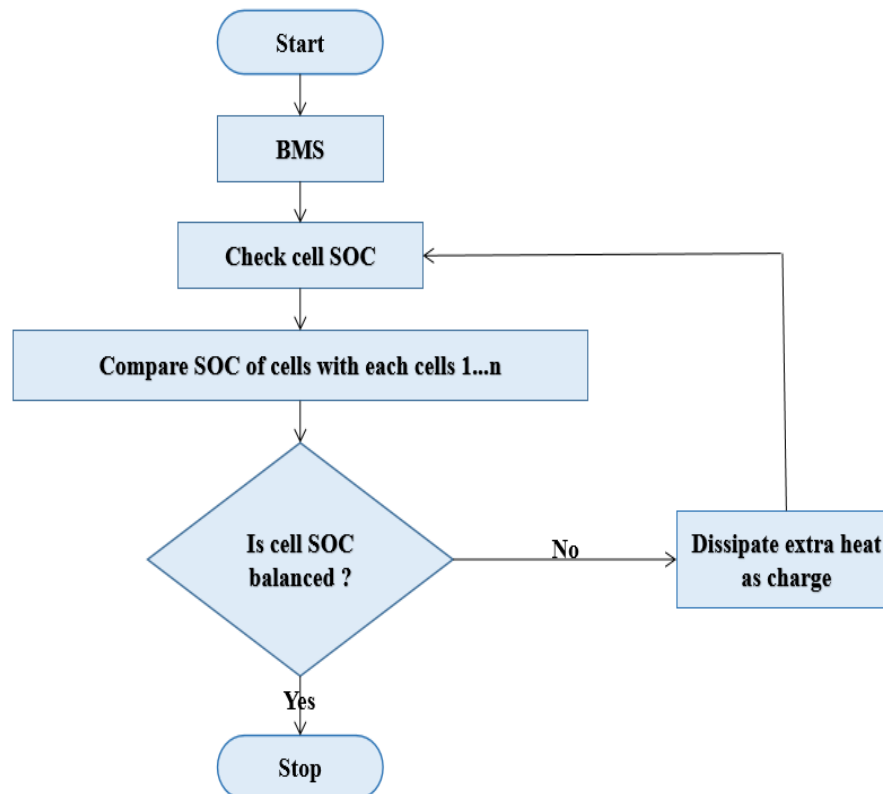 Start
BMS
Check cell SOC
Compare SOC of cells with each cells 1...n
Is cell SOC
balanced ?
No
Dissipate extra heat
as charge
Yes
Stop